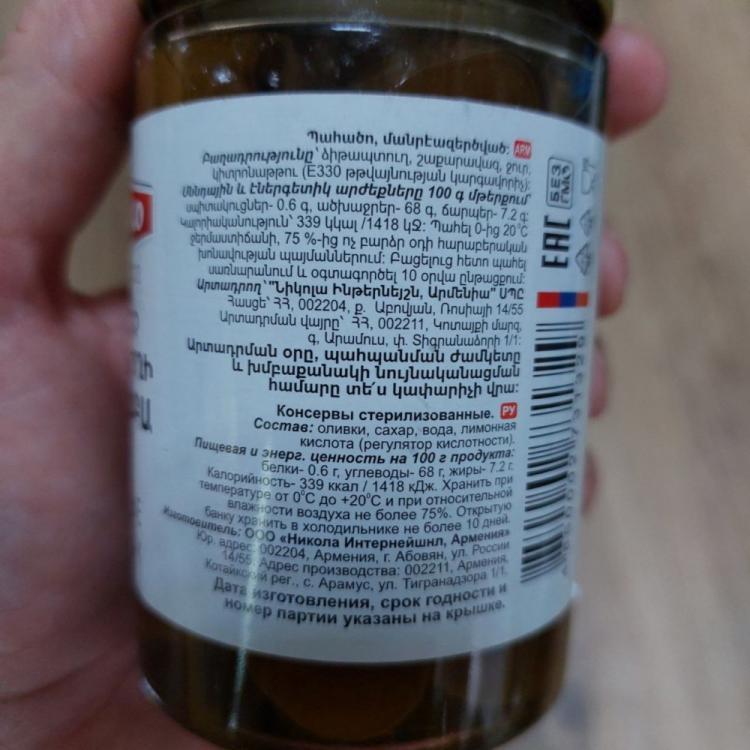 Պահածո, մանրէազերծված: ARM
Բաղադրությունը՝ ձիթապտուղ, շաքարավազ, ջուր,
կիտրոնաթթու (E330 թթվայնության կարգավորիչ):
Սննդային և էներգետիկ արժեքները 100 գ մթերքում՝
սպիտակուցներ- 0.6 գ, ածխաջրեր- 68 գ, ճարպեր- 7.2 գ:
Կալորիականություն՝ 339 կկալ /1418 կՋ: Պահել 0-ից 20°C
ջերմաստիճանի, 75 %-ից ոչ բարձր օդի հարաբերական
խոնավության պայմաններում: Բացելուց հետո պահել
սառնարանում և օգտագործել 10 օրվա ընթացքում:
Արտադրող՝ "Նիկոլա Ինթերնեյշն, Արմենիա" ՍՊԸ
Հասցե՝ ՀՀ, 002204, ք. Աբովյան, Ռուսիայի 14/55
Արտադրման վայրը՝ ՀՀ, 002211, Կոտայքի մարզ,
գ. Արամուս, փ. Տիգրանաձորի 1/1:
Արտադրման օրը, պահպանման ժամկետը
և խմբաքանակի նույնականացման
համարը տե՛ս կափարիչի վրա:
Консервы стерилизованные. РУ
Состав: оливки, сахар, вода, лимонная
кислота (регулятор кислотности).
Пищевая и энерг. ценность на 100 г продукта:
белки- 0.6 г, углеводы- 68 г, жиры- 7.2 г.
Калорийность- 339 ккал / 1418 кДж. Хранить при
температуре от 0°С до +20°С и при относительной
влажности воздуха не более 75%. Открытую
банку хранить в холодильнике не более 10 дней.
Изготовитель: ООО «Никола Интернейшнл, Армения»
Юр. адрес: 002204, Армения, г. Абовян, ул. России
14/55. Адрес производства: 002211, Армения,
Котайкский рег., с. Арамус, ул. Тигранадзора 1/1.
Дата изготовления, срок годности и
номер партии указаны на крышке.
БЕЗ
ГМО
EAC